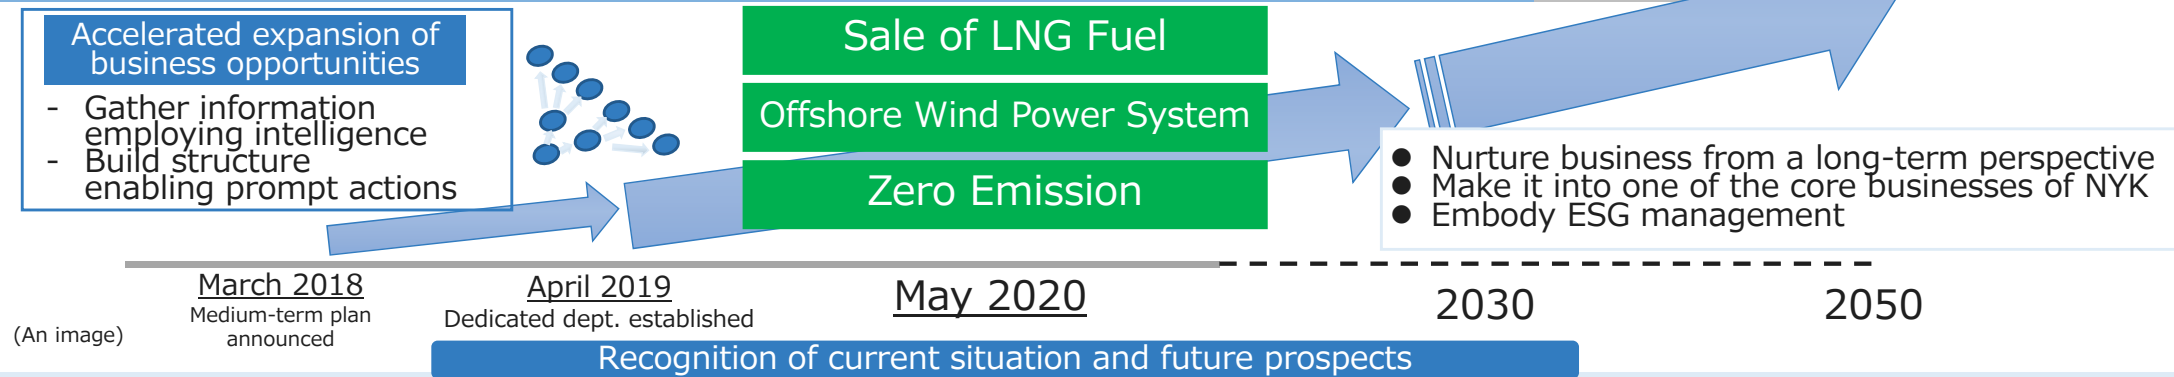 Accelerated expansion of
business opportunities
- Gather information
employing intelligence
- Build structure
enabling prompt actions
Sale of LNG Fuel
Offshore Wind Power System
Zero Emission
● Nurture business from a long-term perspective
● Make it into one of the core businesses of NYK
● Embody ESG management
(An image)
March 2018
Medium-term plan
announced
April 2019
Dedicated dept. established
May 2020
2030
2050
Recognition of current situation and future prospects